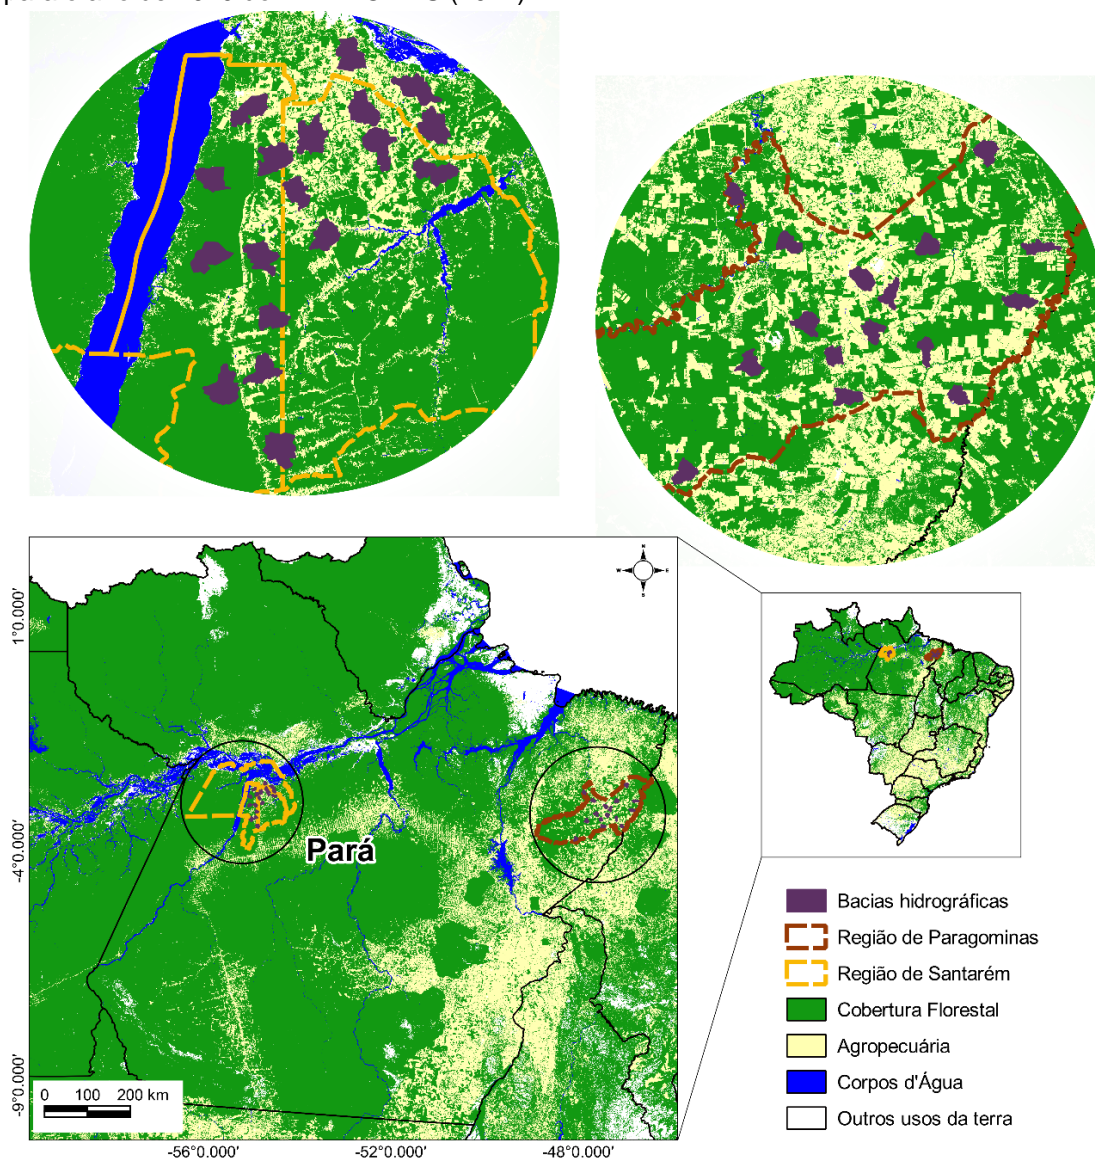 1°0.000'
-4°0.000'
-9°0.000'
N
W E
S
Pará
0 100 200 km
-56°0.000' -52°0.000' -48°0.000'
Bacias hidrográficas
Região de Paragominas
Região de Santarém
Cobertura Florestal
Agropecuária
Corpos d'Água
Outros usos da terra